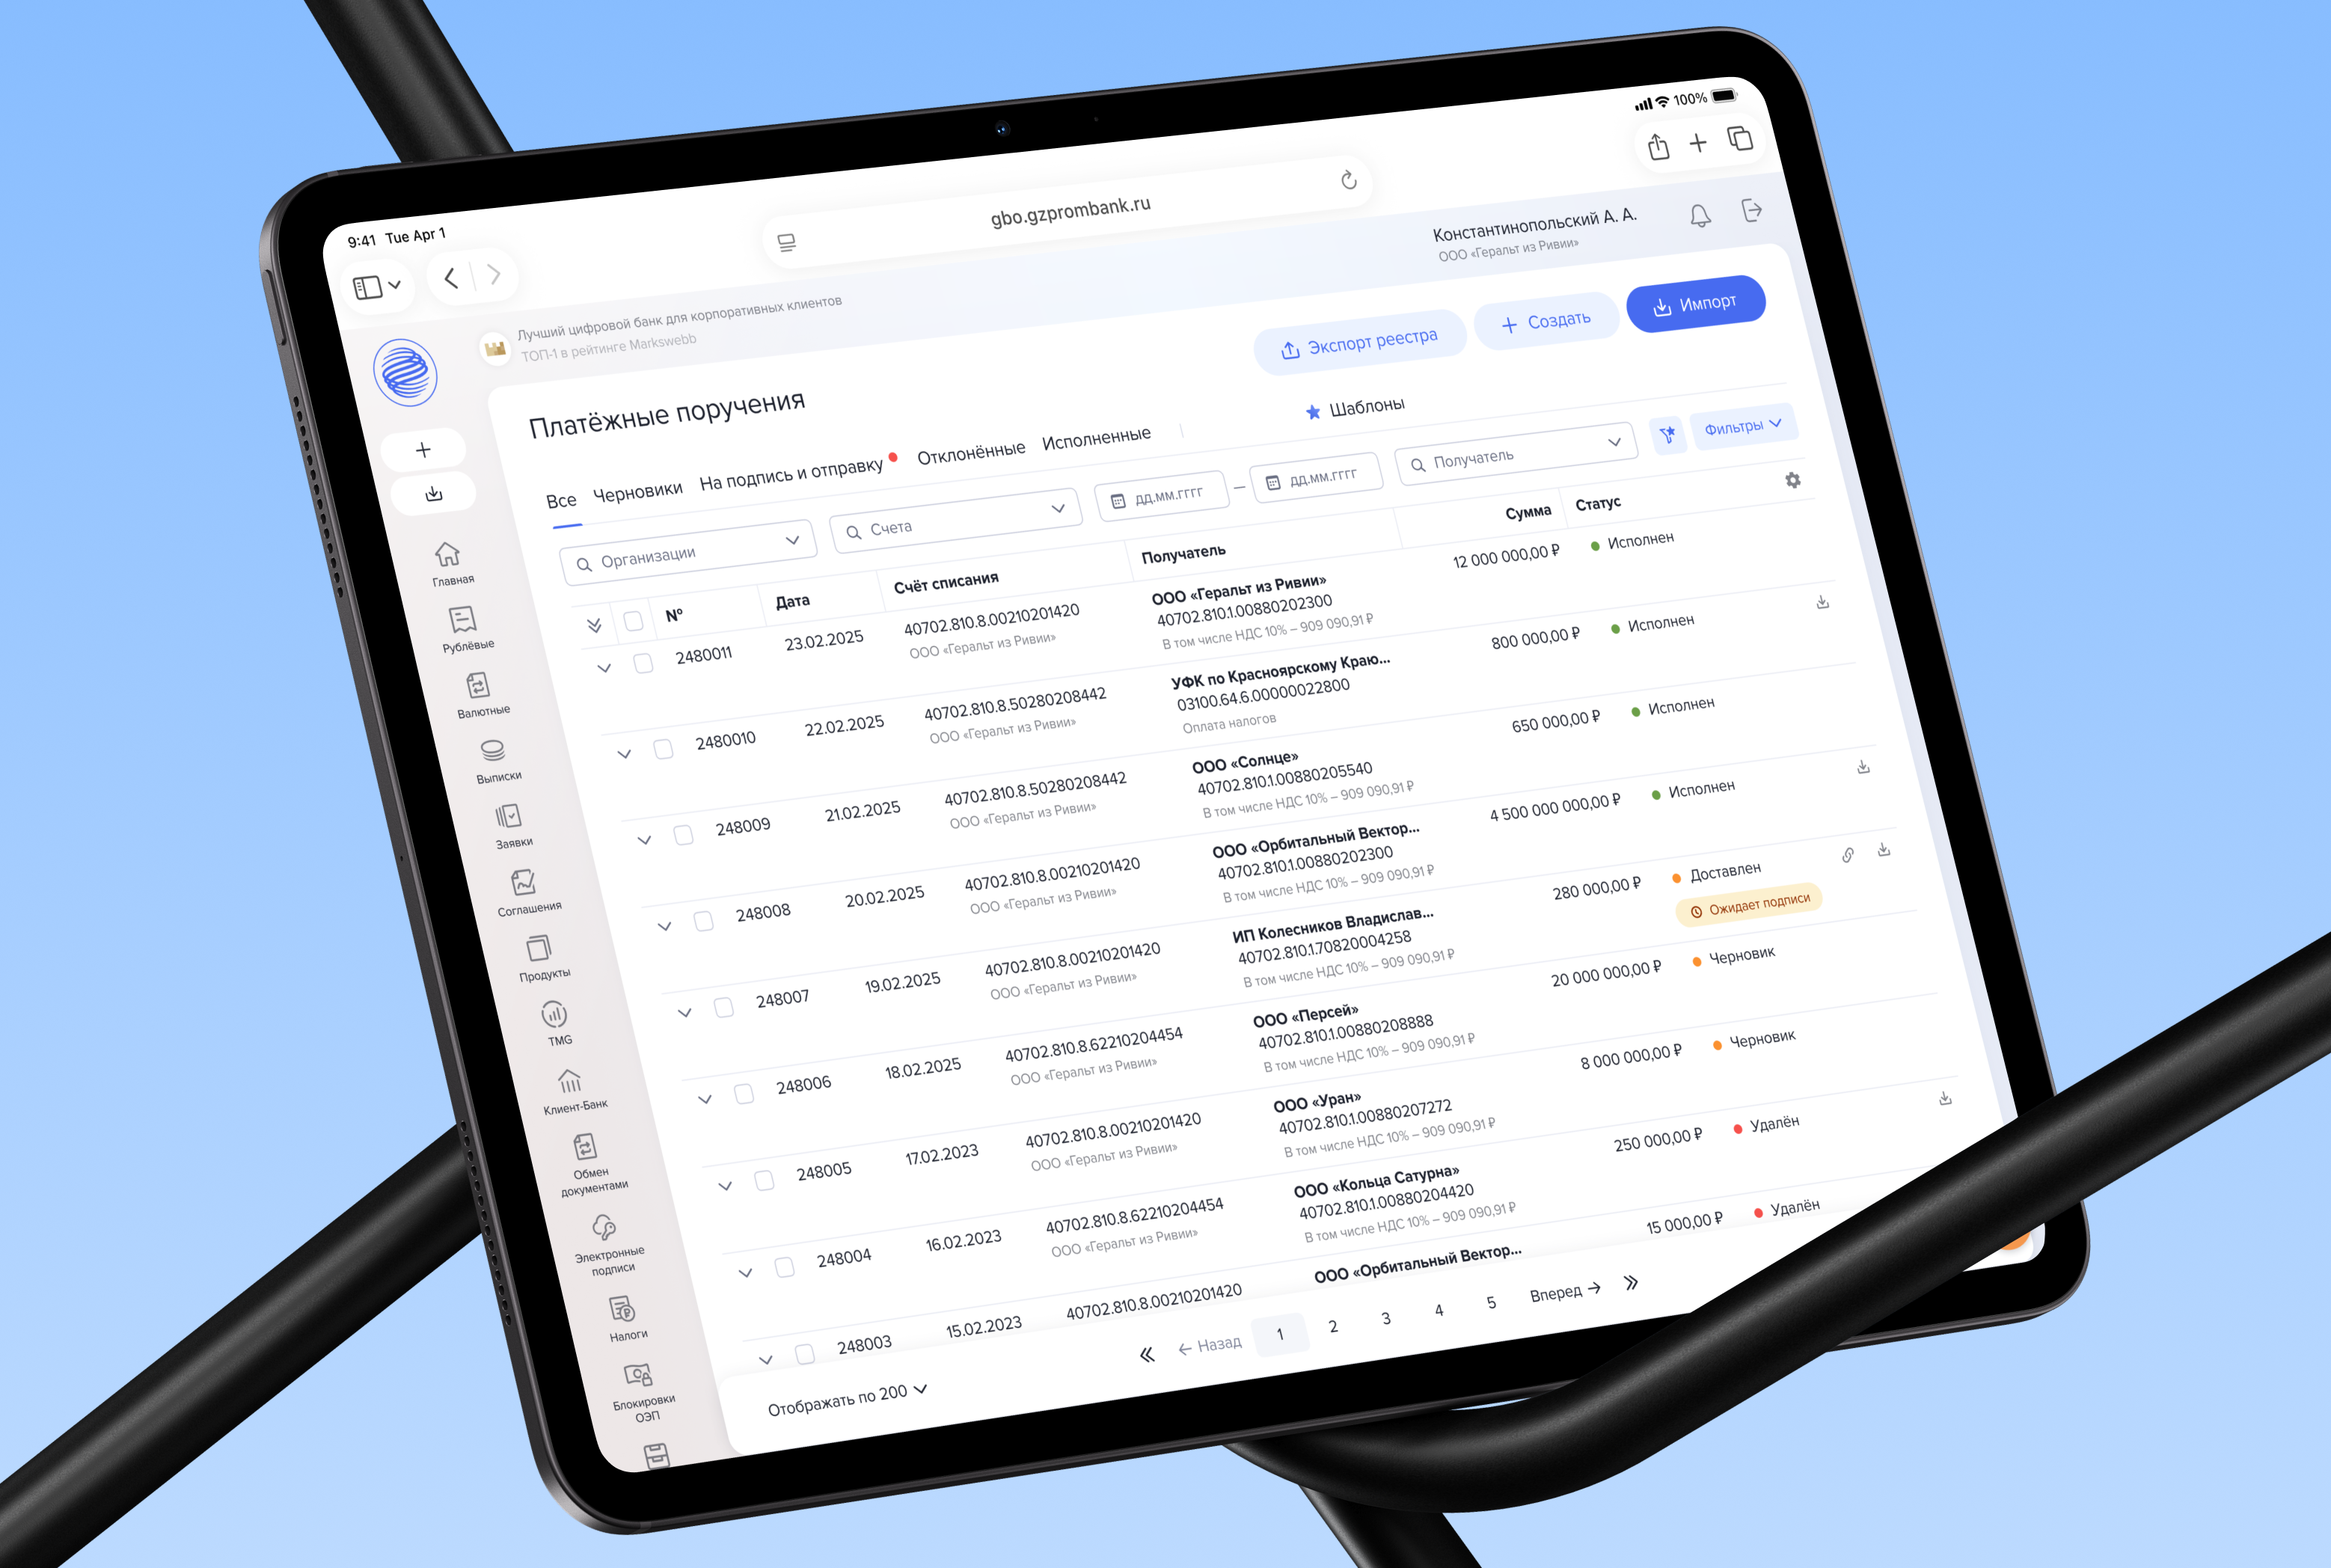 9:41 Tue Apr 1
100%
gbo.gzprombank.ru
Лучший цифровой банк для корпоративных клиентов
ТОП-1 в рейтинге Markswebb
Константинопольский А. А.
ООО «Геральт из Ривии»
Платёжные поручения
Экспорт реестра
Создать
Импорт
Все Черновики На подпись и отправку Отклонённые Исполненные Шаблоны
Организации Счета дд.мм.гггг – дд.мм.гггг Получатель Фильтры
№ Дата Счёт списания Получатель Сумма Статус
2480011 23.02.2025 40702.810.8.00210201420 ООО «Геральт из Ривии» 12 000 000,00 ₽ Исполнен
ООО «Геральт из Ривии» 40702.810.1.00880202300
В том числе НДС 10% – 909 090,91 ₽
2480010 22.02.2025 40702.810.8.50280208442 УФК по Красноярскому Краю... 800 000,00 ₽ Исполнен
ООО «Геральт из Ривии» 03100.64.6.00000022800
Оплата налогов
248009 21.02.2025 40702.810.8.50280208442 ООО «Солнце» 650 000,00 ₽ Исполнен
ООО «Геральт из Ривии» 40702.810.1.00880205540
В том числе НДС 10% – 909 090,91 ₽
248008 20.02.2025 40702.810.8.00210201420 ООО «Орбитальный Вектор... 4 500 000 000,00 ₽ Исполнен
ООО «Геральт из Ривии» 40702.810.1.00880202300
В том числе НДС 10% – 909 090,91 ₽
248007 19.02.2025 40702.810.8.00210201420 ИП Колесников Владислав... 280 000,00 ₽ Доставлен
ООО «Геральт из Ривии» 40702.810.1.70820004258 Ожидает подписи
В том числе НДС 10% – 909 090,91 ₽
248006 18.02.2025 40702.810.8.62210204454 ООО «Персей» 20 000 000,00 ₽ Черновик
ООО «Геральт из Ривии» 40702.810.1.00880208888
В том числе НДС 10% – 909 090,91 ₽
248005 17.02.2023 40702.810.8.00210201420 ООО «Уран» 8 000 000,00 ₽ Черновик
ООО «Геральт из Ривии» 40702.810.1.00880207272
В том числе НДС 10% – 909 090,91 ₽
248004 16.02.2023 40702.810.8.62210204454 ООО «Кольца Сатурна» 250 000,00 ₽ Удалён
ООО «Геральт из Ривии» 40702.810.1.00880204420
В том числе НДС 10% – 909 090,91 ₽
248003 15.02.2023 40702.810.8.00210201420 ООО «Орбитальный Вектор... 15 000,00 ₽ Удалён
Отображать по 200
Назад 1 2 3 4 5 Вперед
Главная
Рублёвые
Валютные
Выписки
Заявки
Соглашения
Продукты
TMG
Клиент-Банк
Обмен
документами
Электронные
подписи
Налоги
Блокировки
ОЭП